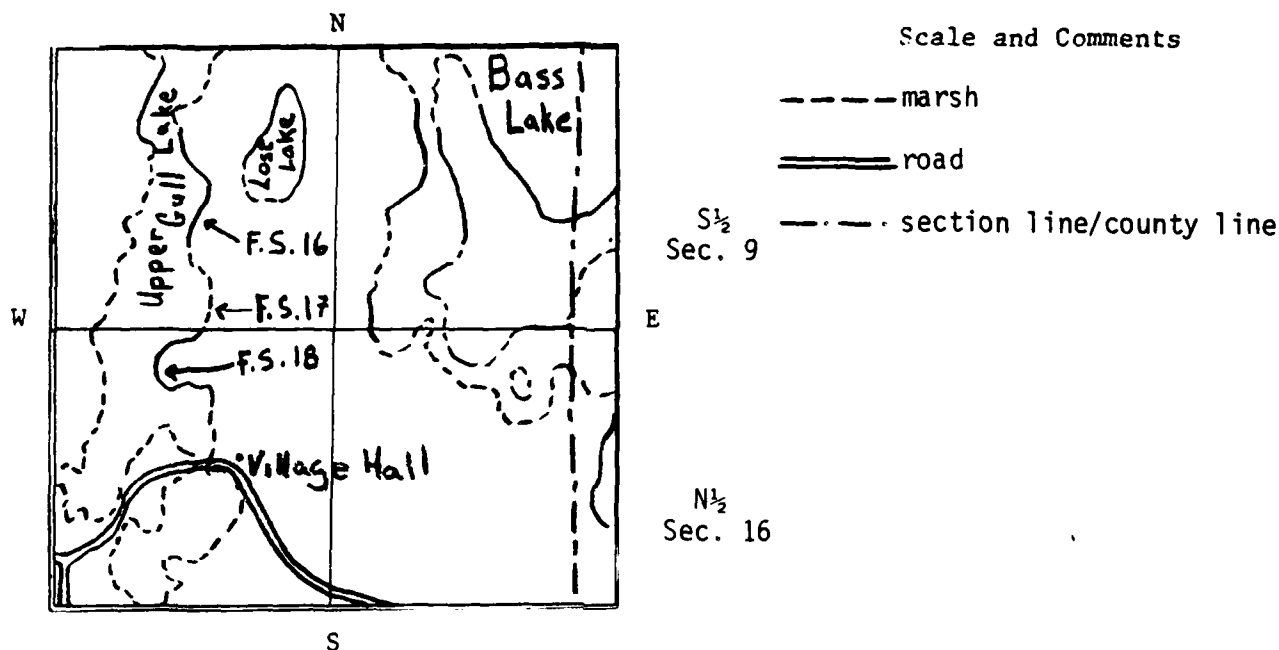 N
Scale and Comments
marsh
road
section line/county line
Bass
Lake
Lost
Lake
Upper Gull Lake
F.S.16
F.S.17
F.S.18
Village Hall
S½
Sec. 9
W
E
N½
Sec. 16
S